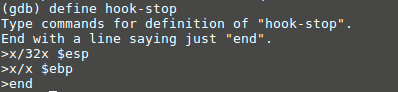 (gdb) define hook-stop
Type commands for definition of "hook-stop".
End with a line saying just "end".
>x/32x $esp
>x/x $ebp
>end